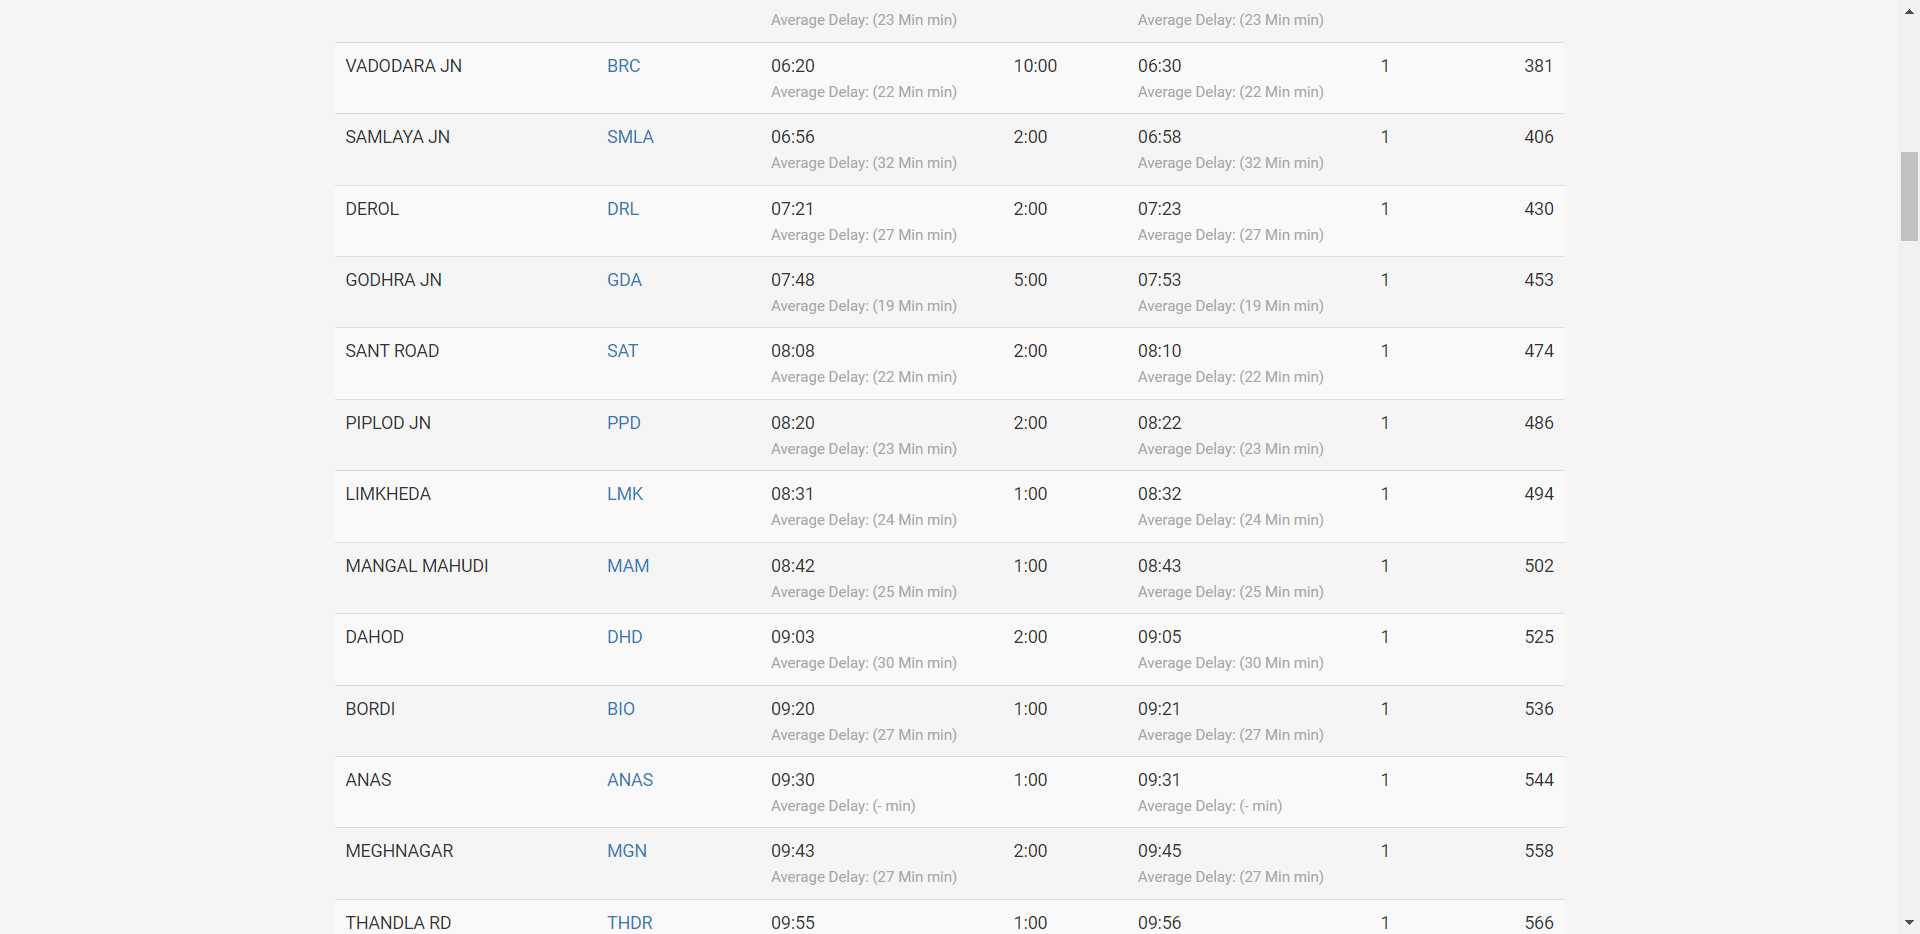 Average Delay: (23 Min min) Average Delay: (23 Min min)
VADODARA JN BRC 06:20 10:00 06:30 1 381
Average Delay: (22 Min min) Average Delay: (22 Min min)
SAMLAYA JN SMLA 06:56 2:00 06:58 1 406
Average Delay: (32 Min min) Average Delay: (32 Min min)
DEROL DRL 07:21 2:00 07:23 1 430
Average Delay: (27 Min min) Average Delay: (27 Min min)
GODHRA JN GDA 07:48 5:00 07:53 1 453
Average Delay: (19 Min min) Average Delay: (19 Min min)
SANT ROAD SAT 08:08 2:00 08:10 1 474
Average Delay: (22 Min min) Average Delay: (22 Min min)
PIPLOD JN PPD 08:20 2:00 08:22 1 486
Average Delay: (23 Min min) Average Delay: (23 Min min)
LIMKHEDA LMK 08:31 1:00 08:32 1 494
Average Delay: (24 Min min) Average Delay: (24 Min min)
MANGAL MAHUDI MAM 08:42 1:00 08:43 1 502
Average Delay: (25 Min min) Average Delay: (25 Min min)
DAHOD DHD 09:03 2:00 09:05 1 525
Average Delay: (30 Min min) Average Delay: (30 Min min)
BORDI BIO 09:20 1:00 09:21 1 536
Average Delay: (27 Min min) Average Delay: (27 Min min)
ANAS ANAS 09:30 1:00 09:31 1 544
Average Delay: (- min) Average Delay: (- min)
MEGHNAGAR MGN 09:43 2:00 09:45 1 558
Average Delay: (27 Min min) Average Delay: (27 Min min)
THANDLA RD THDR 09:55 1:00 09:56 1 566